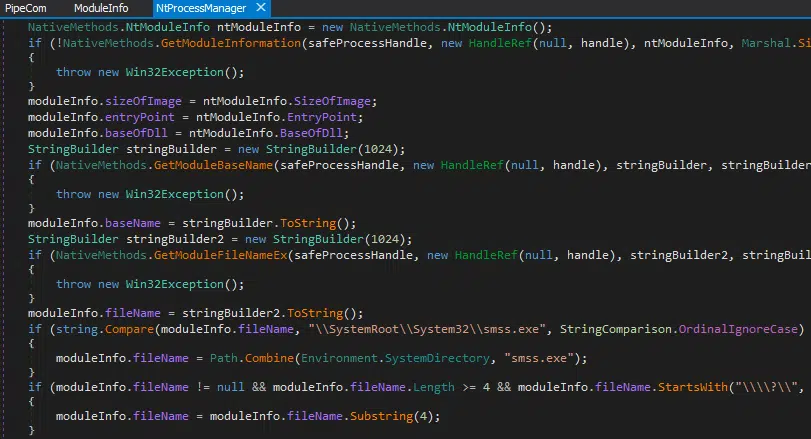 PipeCom ModuleInfo NtProcessManager ✕
NativeMethods.NtModuleInfo ntModuleInfo = new NativeMethods.NtModuleInfo();
if (!NativeMethods.GetModuleInformation(safeProcessHandle, new HandleRef(null, handle), ntModuleInfo, Marshal.Si
{
throw new Win32Exception();
}
moduleInfo.sizeOfImage = ntModuleInfo.SizeOfImage;
moduleInfo.entryPoint = ntModuleInfo.EntryPoint;
moduleInfo.baseOfDll = ntModuleInfo.BaseOfDll;
StringBuilder stringBuilder = new StringBuilder(1024);
if (NativeMethods.GetModuleBaseName(safeProcessHandle, new HandleRef(null, handle), stringBuilder, stringBuilder
{
throw new Win32Exception();
}
moduleInfo.baseName = stringBuilder.ToString();
StringBuilder stringBuilder2 = new StringBuilder(1024);
if (NativeMethods.GetModuleFileNameEx(safeProcessHandle, new HandleRef(null, handle), stringBuilder2, stringBuil
{
throw new Win32Exception();
}
moduleInfo.fileName = stringBuilder2.ToString();
if (string.Compare(moduleInfo.fileName, "\\SystemRoot\\System32\\smss.exe", StringComparison.OrdinalIgnoreCase)
{
moduleInfo.fileName = Path.Combine(Environment.SystemDirectory, "smss.exe");
}
if (moduleInfo.fileName != null && moduleInfo.fileName.Length >= 4 && moduleInfo.fileName.StartsWith("\\\\?\\",
{
moduleInfo.fileName = moduleInfo.fileName.Substring(4);
}